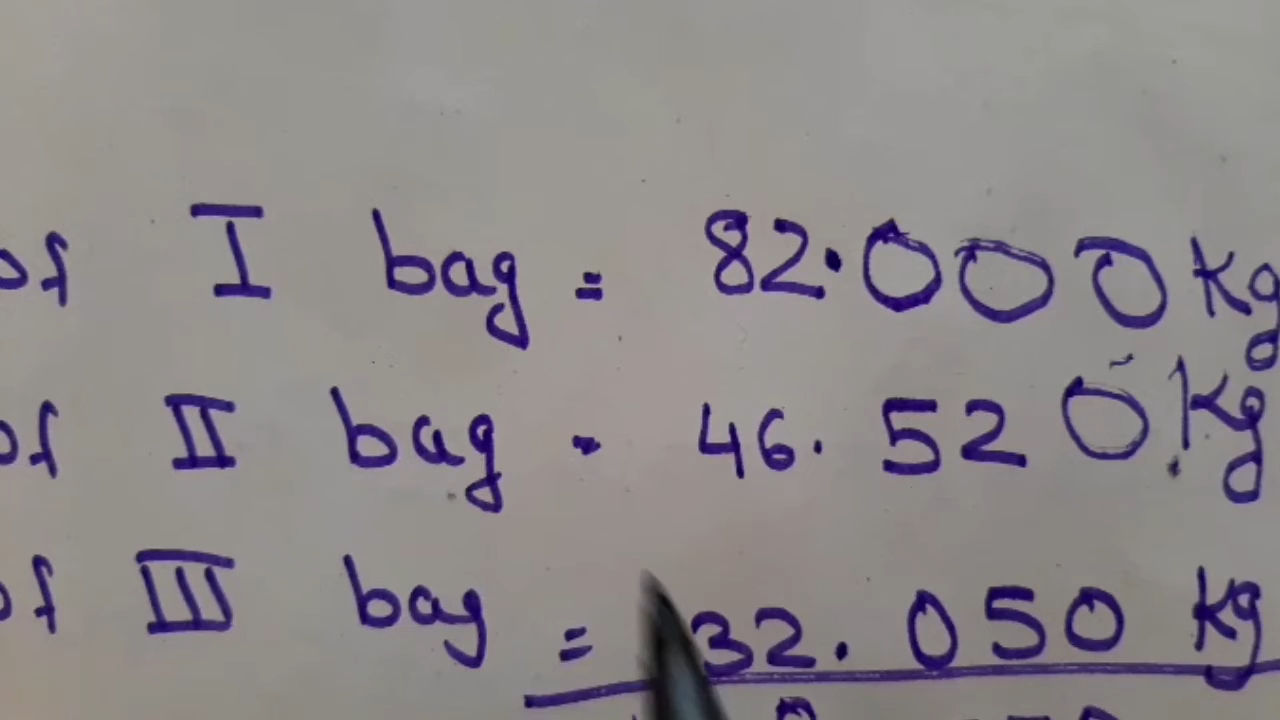 of I bag = 82.000 Kg
of II bag = 46.520 Kg
of III bag = 32.050 Kg